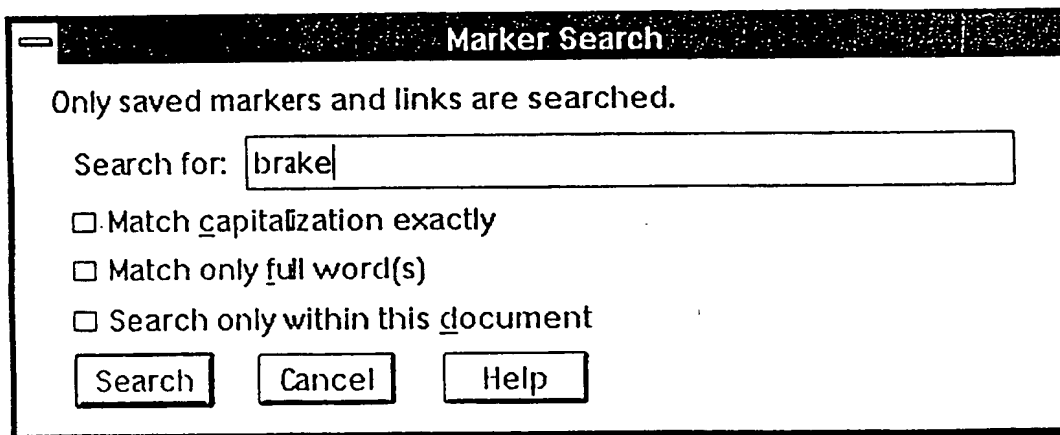 Marker Search
Only saved markers and links are searched.
Search for: brake
Match capitalization exactly
Match only full word(s)
Search only within this document
Search Cancel Help